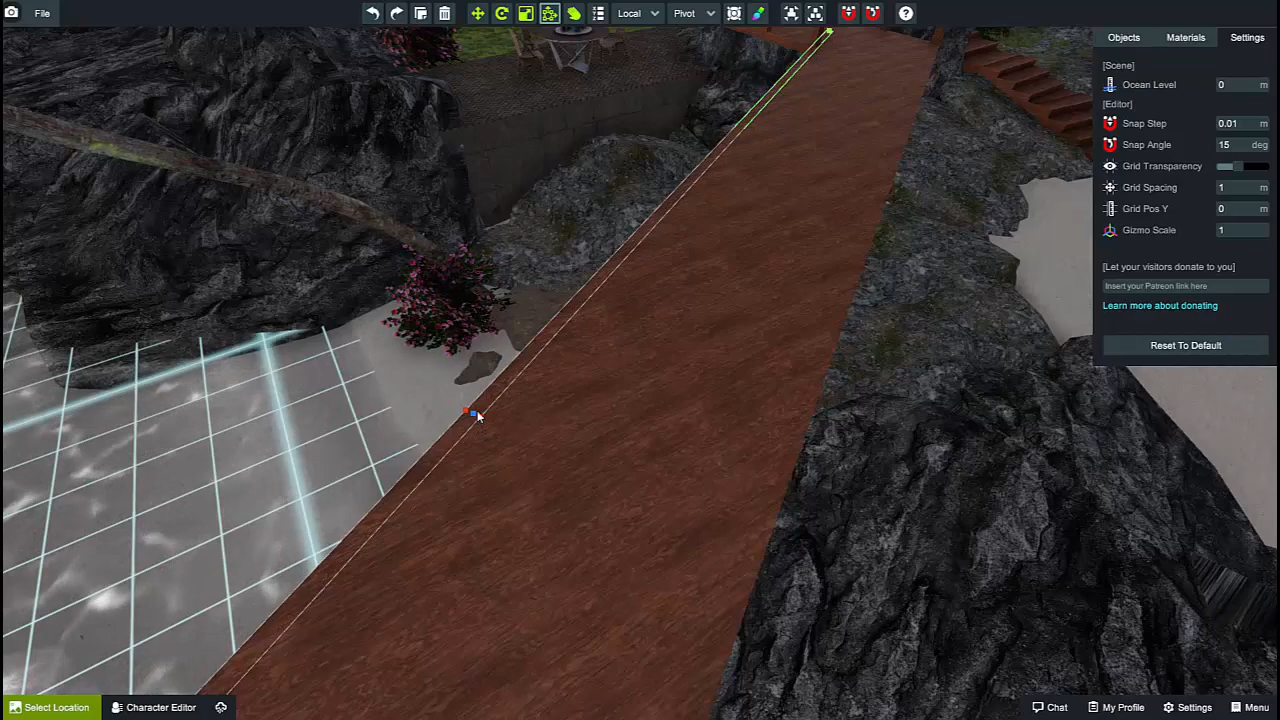 File
Local
Pivot
Objects
Materials
Settings
[Scene]
Ocean Level
0
m
[Editor]
Snap Step
0.01
m
Snap Angle
15
deg
Grid Transparency
Grid Spacing
1
m
Grid Pos Y
0
m
Gizmo Scale
1
[Let your visitors donate to you]
Insert your Patreon link here
Learn more about donating
Reset To Default
Select Location
Character Editor
Chat
My Profile
Settings
Menu